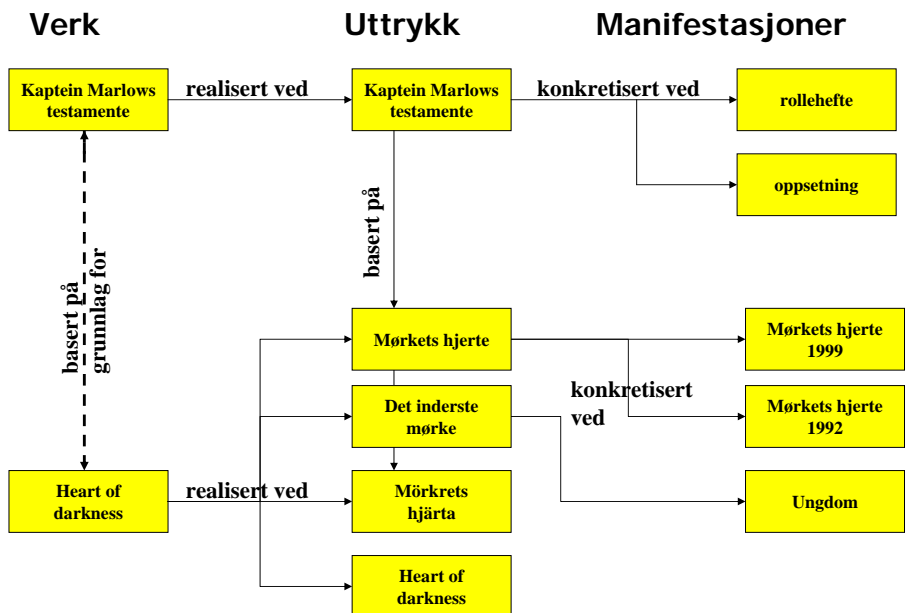 Verk
Uttrykk
Manifestasjoner
Kaptein Marlows
testamente
realisert ved
Kaptein Marlows
testamente
konkretisert ved
rollehefte
oppsetning
basert på
grunnlag for
basert på
Mørkets hjerte
Mørkets hjerte
1999
Det inderste
mørke
konkretisert
ved
Mørkets hjerte
1992
Heart of
darkness
realisert ved
Mörkrets
hjärta
Ungdom
Heart of
darkness